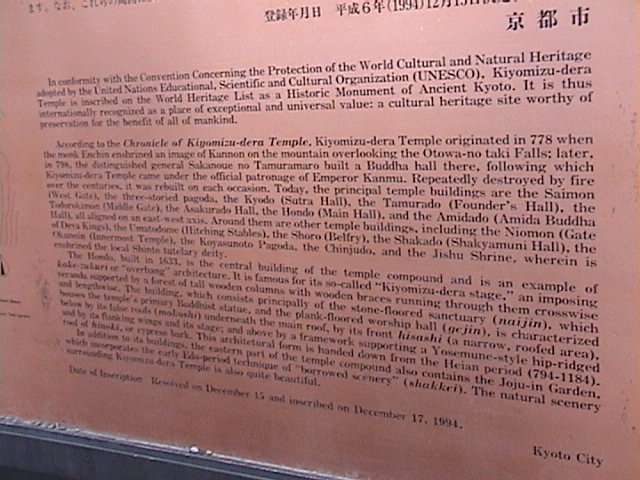 ます。なお、これらの
登録年月日 平成6年(1994)12月15日
京都市
In conformity with the Convention Concerning the Protection of the World Cultural and Natural Heritage
adopted by the United Nations Educational, Scientific and Cultural Organization (UNESCO), Kiyomizu-dera
Temple is inscribed on the World Heritage List as a Historic Monument of Ancient Kyoto. It is thus
internationally recognized as a place of exceptional and universal value: a cultural heritage site worthy of
preservation for the benefit of all of mankind.
According to the Chronicle of Kiyomizu-dera Temple, Kiyomizu-dera Temple originated in 778 when
the monk Enchin enshrined an image of Kannon on the mountain overlooking the Otowa-no taki Falls; later,
in 798, the distinguished general Sakanoue no Tamuramaro built a Buddha hall there, following which
Kiyomizu-dera Temple came under the official patronage of Emperor Kanmu. Repeatedly destroyed by fire
over the centuries, it was rebuilt on each occasion. Today, the principal temple buildings are the Saimon
(West Gate), the three-storied pagoda, the Kyodo (Sutra Hall), the Tamurado (Founder's Hall), the
Todorokimon (Middle Gate), the Asakurado Hall, the Hondo (Main Hall), and the Amidado (Amida Buddha
Hall), all aligned on an east-west axis. Around them are other temple buildings, including the Niomon (Gate
of Deva Kings), the Umatodome (Hitching Stables), the Shoro (Belfry), the Shakado (Shakyamuni Hall), the
Okunoin (Innermost Temple), the Koyasunoto Pagoda, the Chinjudo, and the Jishu Shrine, wherein is
enshrined the local Shinto tutelary deity.
The Hondo, built in 1633, is the central building of the temple compound and is an example of
kake-zukuri or "overhang" architecture. It is famous for its so-called "Kiyomizu-dera stage," an imposing
veranda supported by a forest of tall wooden columns with wooden braces running through them crosswise
and lengthwise. The building, which consists principally of the stone-floored sanctuary (naijin), which
houses the temple's primary Buddhist statue, and the plank-floored worship hall (gejin), is characterized
below by its false roofs (mokoshi) underneath the main roof, by its front hisashi (a narrow, roofed area),
and by its flanking wings and its stage; and above by a framework supporting a Yosemune-style hip-ridged
roof of hinoki, or cypress bark. This architectural form is handed down from the Heian period (794-1184).
In addition to its buildings, the eastern part of the temple compound also contains the Joju-in Garden,
which incorporates the early Edo-period technique of "borrowed scenery" (shakkei). The natural scenery
surrounding Kiyomizu-dera Temple is also quite beautiful.
Date of Inscription Resolved on December 15 and inscribed on December 17, 1994.
Kyoto City